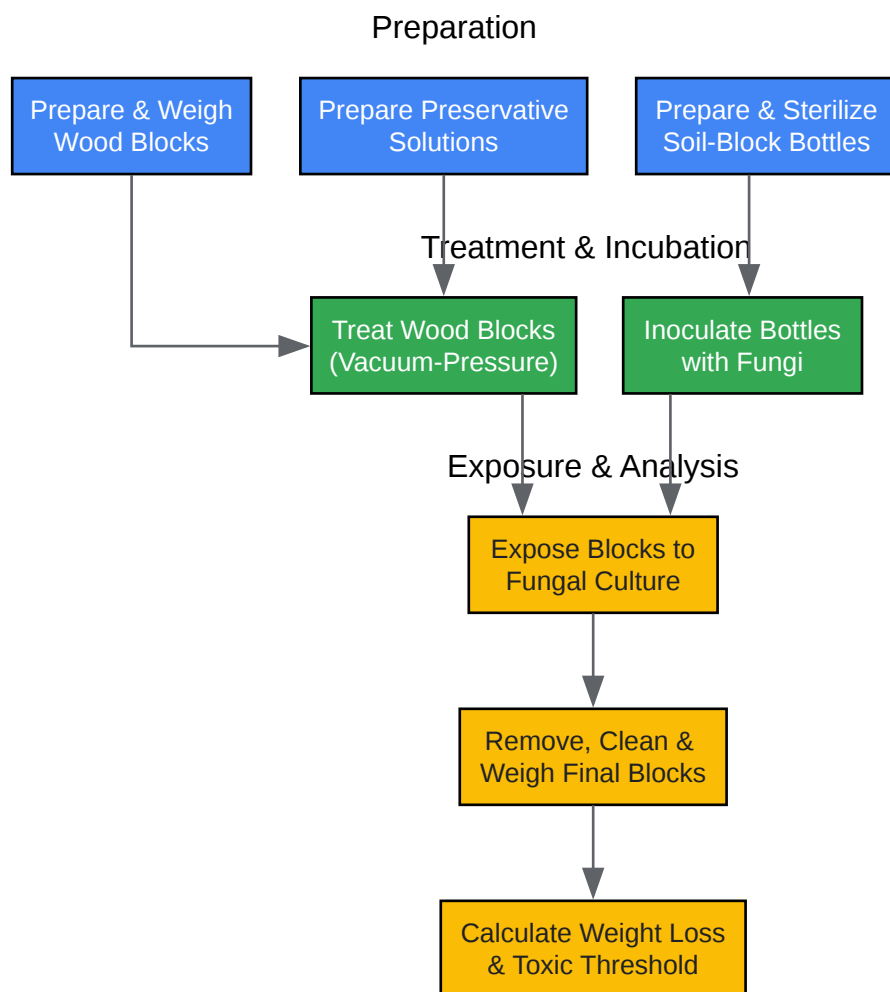 Preparation
Prepare & Weigh
Wood Blocks
Prepare Preservative
Solutions
Prepare & Sterilize
Soil-Block Bottles
Treatment & Incubation
Treat Wood Blocks
(Vacuum-Pressure)
Inoculate Bottles
with Fungi
Exposure & Analysis
Expose Blocks to
Fungal Culture
Remove, Clean &
Weigh Final Blocks
Calculate Weight Loss
& Toxic Threshold